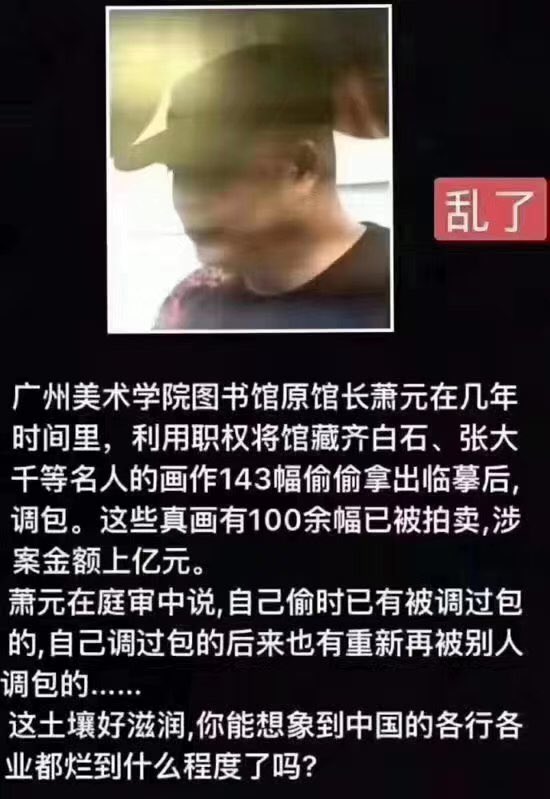 乱了
广州美术学院图书馆原馆长萧元在几年
时间里，利用职权将馆藏齐白石、张大
千等名人的画作143幅偷偷拿出临摹后,
调包。这些真画有100余幅已被拍卖,涉
案金额上亿元。
萧元在庭审中说,自己偷时已有被调过包
的,自己调过包的后来也有重新再被别人
调包的......
这土壤好滋润,你能想象到中国的各行各
业都烂到什么程度了吗?